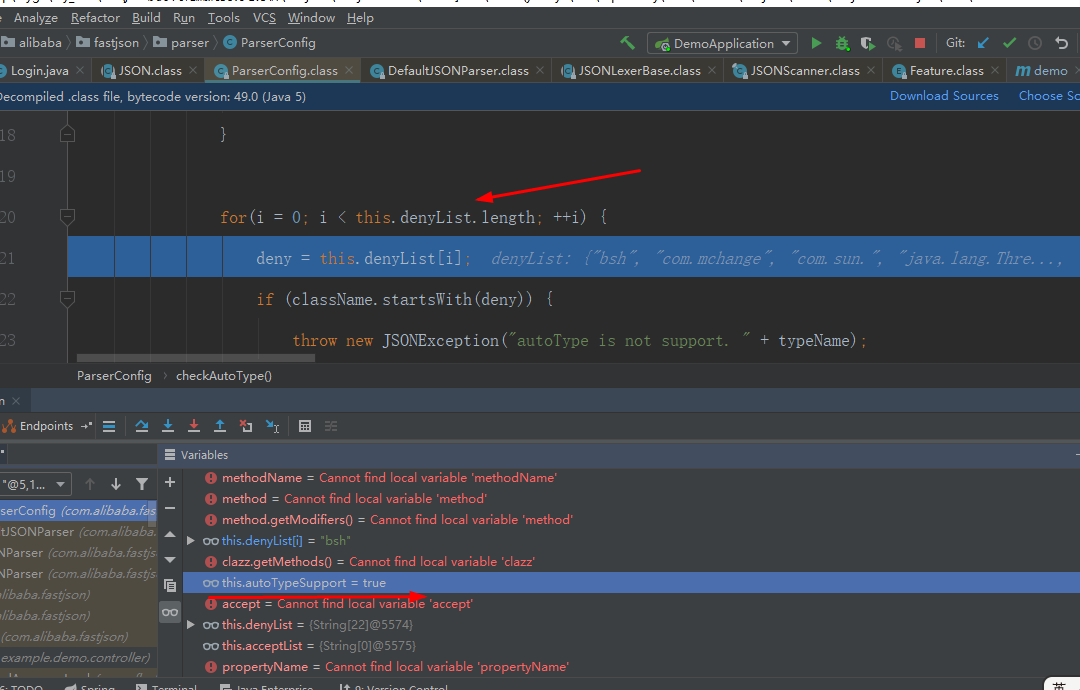 Analyze Refactor Build Run Tools VCS Window Help
alibaba fastjson parser ParserConfig DemoApplication Git:
Login.java JSON.class ParserConfig.class DefaultJSONParser.class JSONLexerBase.class JSONScanner.class Feature.class m demo
Decompiled .class file, bytecode version: 49.0 (Java 5) Download Sources Choose So
18 }
19
20 for(i = 0; i < this.denyList.length; ++i) {
21 deny = this.denyList[i]; denyList: {"bsh", "com.mchange", "com.sun.", "java.lang.Thre...,
22 if (className.startsWith(deny)) {
23 throw new JSONException("autoType is not support. " + typeName);
ParserConfig checkAutoType()
n
Endpoints
Variables
"@5,1...
methodName = Cannot find local variable 'methodName'
serConfig (com.alibaba.fas
method = Cannot find local variable 'method'
method.getModifiers() = Cannot find local variable 'method'
tJSONParser (com.alibaba.
this.denyList[i] = "bsh"
NParser (com.alibaba.fastjs
clazz.getMethods() = Cannot find local variable 'clazz'
NParser (com.alibaba.fastjs
this.autoTypeSupport = true
libaba.fastjson)
accept = Cannot find local variable 'accept'
libaba.fastjson)
this.denyList = {String[22]@5574}
(com.alibaba.fastjson)
this.acceptList = {String[0]@5575}
example.demo.controller)
propertyName = Cannot find local variable 'propertyName'
6: TODO Spring Terminal Java Enterprise 9: Version Control
英